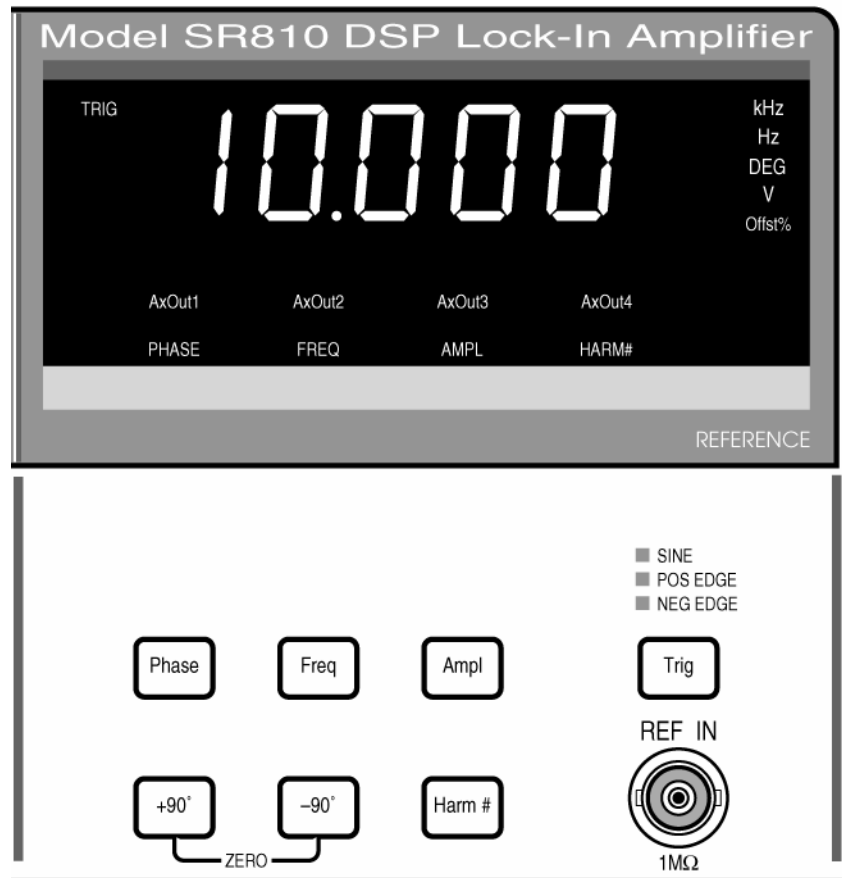 Model SR810 DSP Lock-In Amplifier
TRIG
10.000
kHz
Hz
DEG
V
Offst%
AxOut1 AxOut2 AxOut3 AxOut4
PHASE FREQ AMPL HARM#
REFERENCE
SINE
POS EDGE
NEG EDGE
Phase Freq Ampl Trig
REF IN
+90° –90° Harm #
ZERO
1MΩ